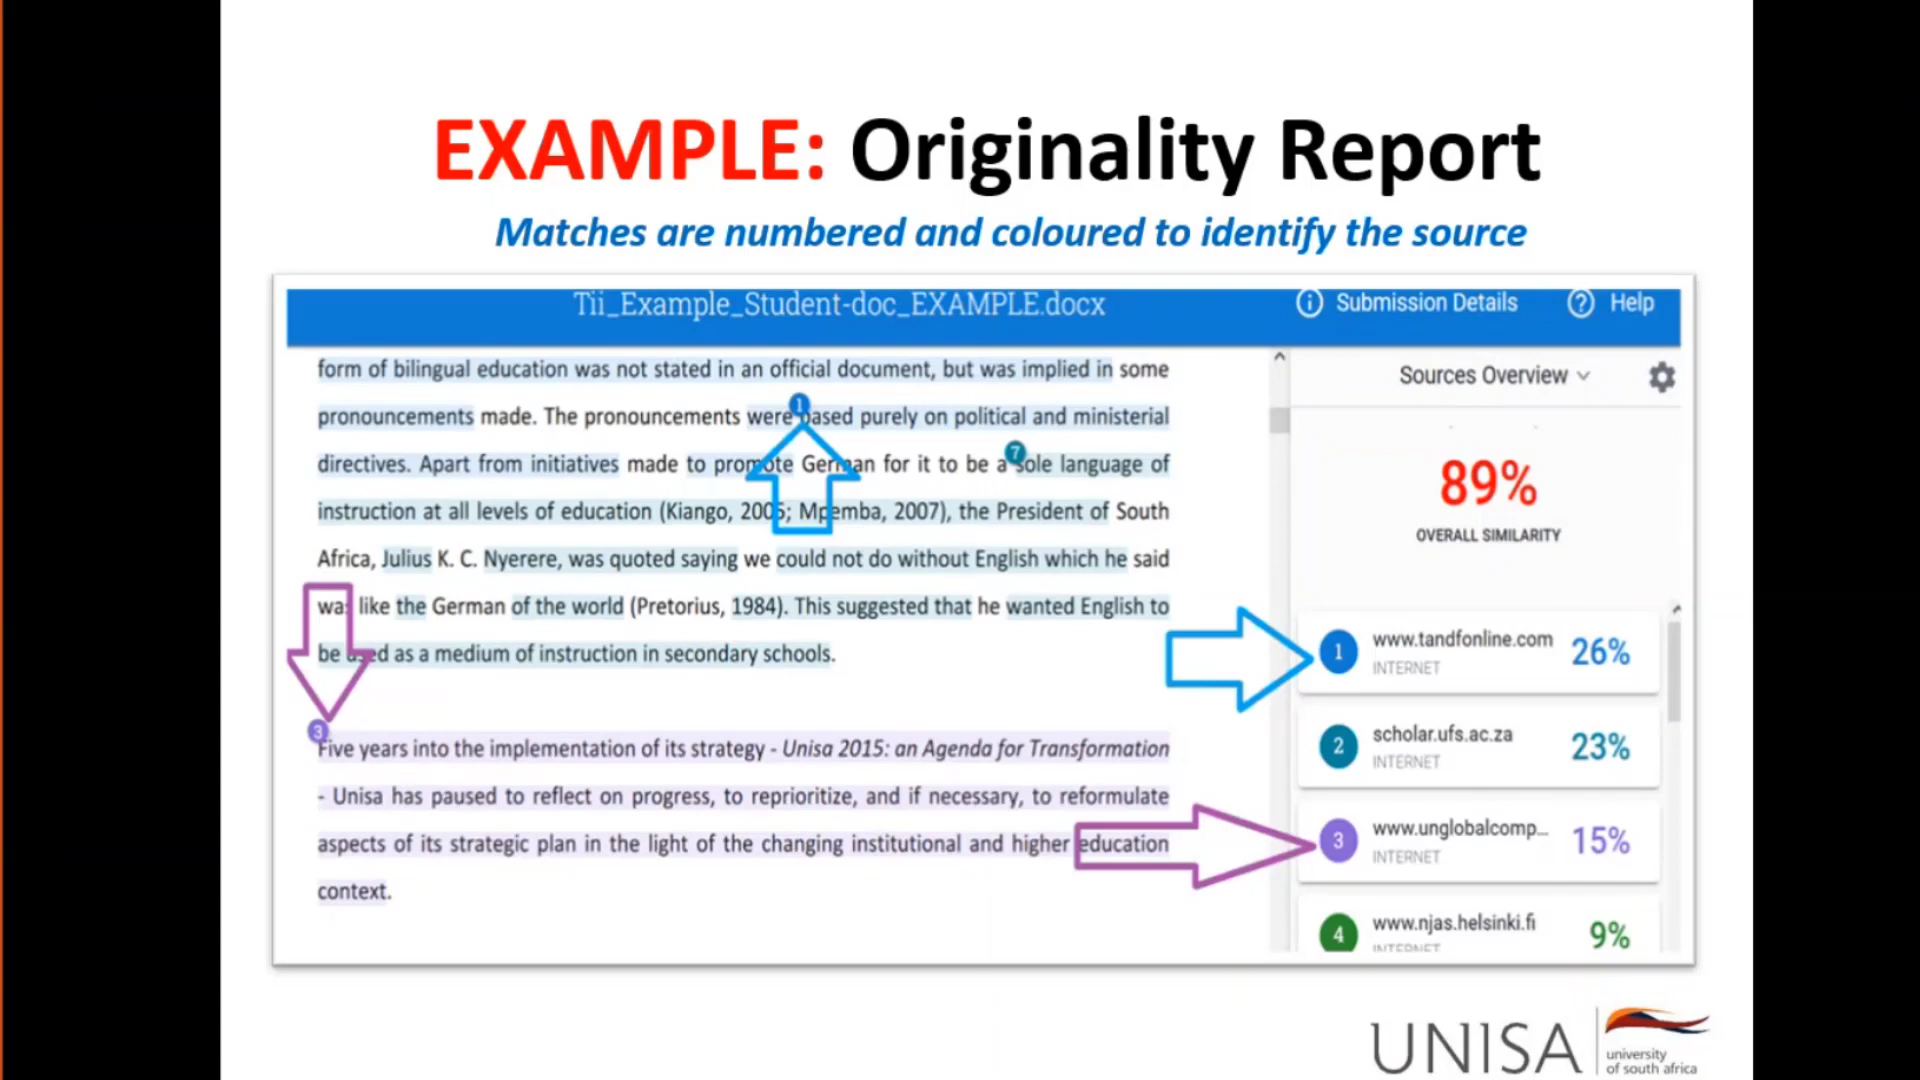 EXAMPLE: Originality Report
Matches are numbered and coloured to identify the source
Tii_Example_Student-doc_EXAMPLE.docx
Submission Details
Help
form of bilingual education was not stated in an official document, but was implied in some
1
pronouncements made. The pronouncements were based purely on political and ministerial
7
directives. Apart from initiatives made to promote German for it to be a sole language of
instruction at all levels of education (Kiango, 2005; Mpemba, 2007), the President of South
Africa, Julius K. C. Nyerere, was quoted saying we could not do without English which he said
was like the German of the world (Pretorius, 1984). This suggested that he wanted English to
be used as a medium of instruction in secondary schools.
3
Five years into the implementation of its strategy - Unisa 2015: an Agenda for Transformation
- Unisa has paused to reflect on progress, to reprioritize, and if necessary, to reformulate
aspects of its strategic plan in the light of the changing institutional and higher education
context.
Sources Overview
89%
OVERALL SIMILARITY
1 www.tandfonline.com 26%
INTERNET
2 scholar.ufs.ac.za 23%
INTERNET
3 www.unglobalcomp... 15%
INTERNET
4 www.njas.helsinki.fi 9%
INTERNET
UNISA
university
of south africa